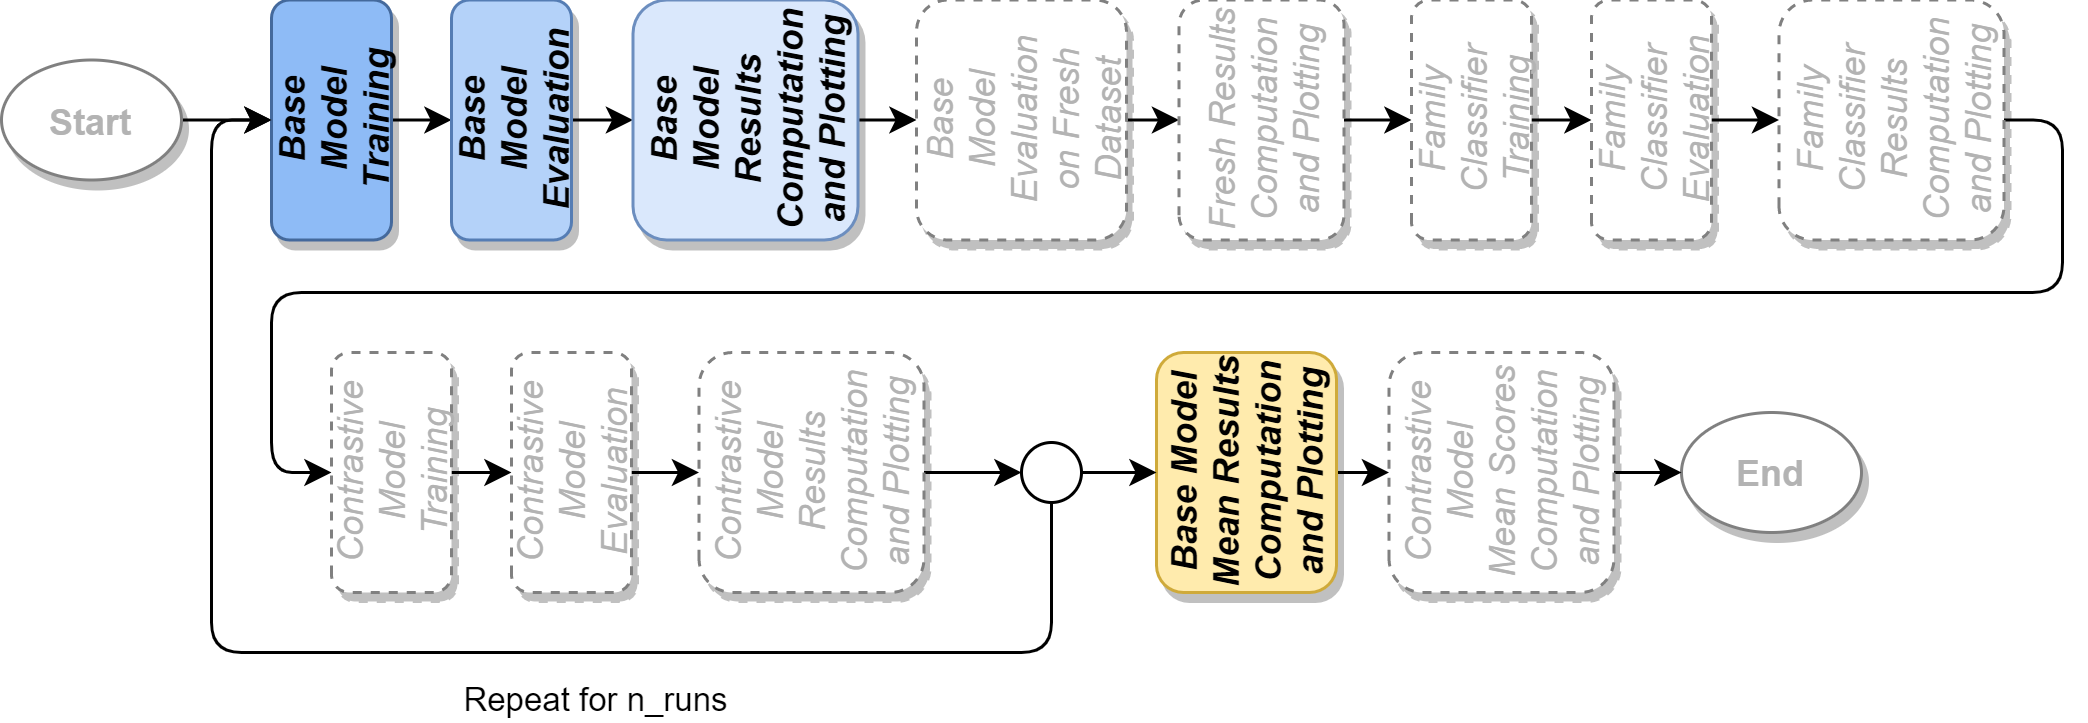 Start
Base
Model
Training
Base
Model
Evaluation
Base
Model
Results
Computation
and Plotting
Base
Model
Evaluation
on Fresh
Dataset
Fresh Results
Computation
and Plotting
Family
Classifier
Training
Family
Classifier
Evaluation
Family
Classifier
Results
Computation
and Plotting
Contrastive
Model
Training
Contrastive
Model
Evaluation
Contrastive
Model
Results
Computation
and Plotting
Base Model
Mean Results
Computation
and Plotting
Contrastive
Model
Mean Scores
Computation
and Plotting
End
Repeat for n_runs